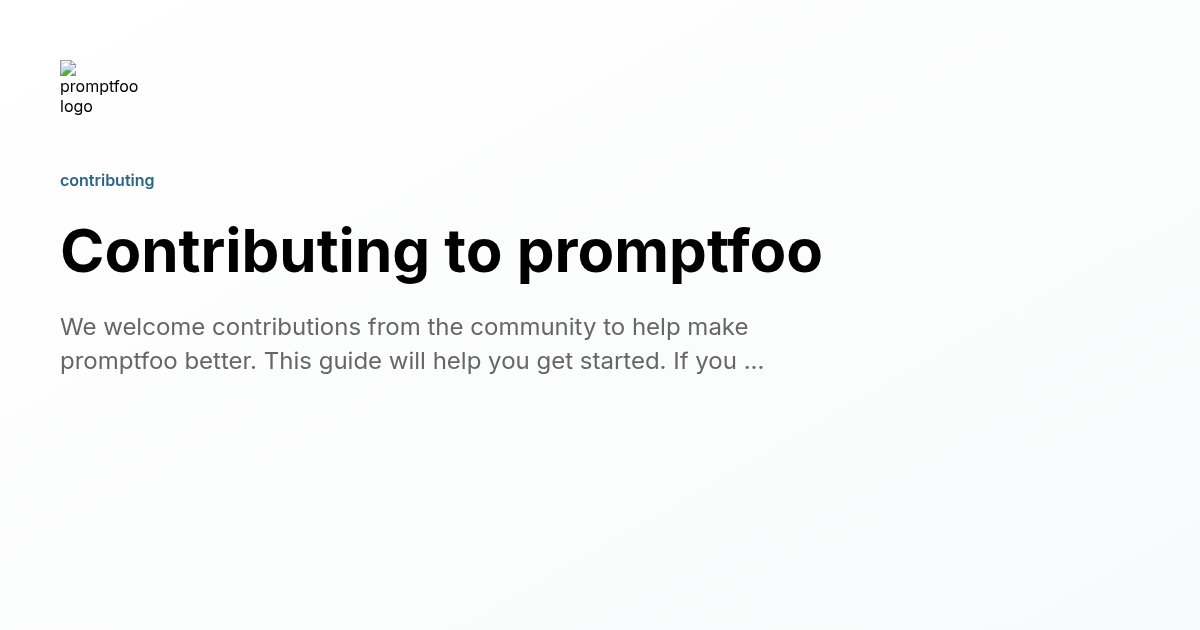 promptfoo
logo
contributing
Contributing to promptfoo
We welcome contributions from the community to help make
promptfoo better. This guide will help you get started. If you ...